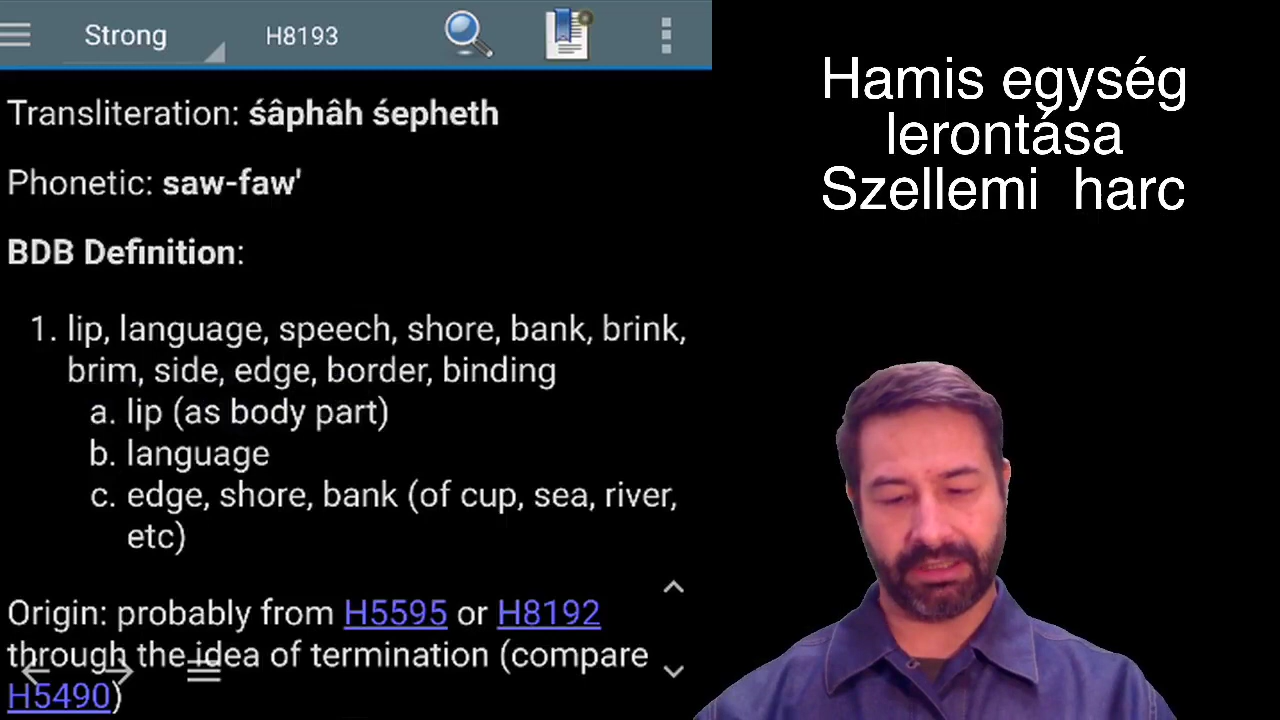 Strong H8193
Transliteration: śâphâh śepheth
Phonetic: saw-faw'
BDB Definition:
1. lip, language, speech, shore, bank, brink,
brim, side, edge, border, binding
a. lip (as body part)
b. language
c. edge, shore, bank (of cup, sea, river,
etc)
Origin: probably from H5595 or H8192
through the idea of termination (compare
H5490)
Hamis egység
lerontása
Szellemi harc